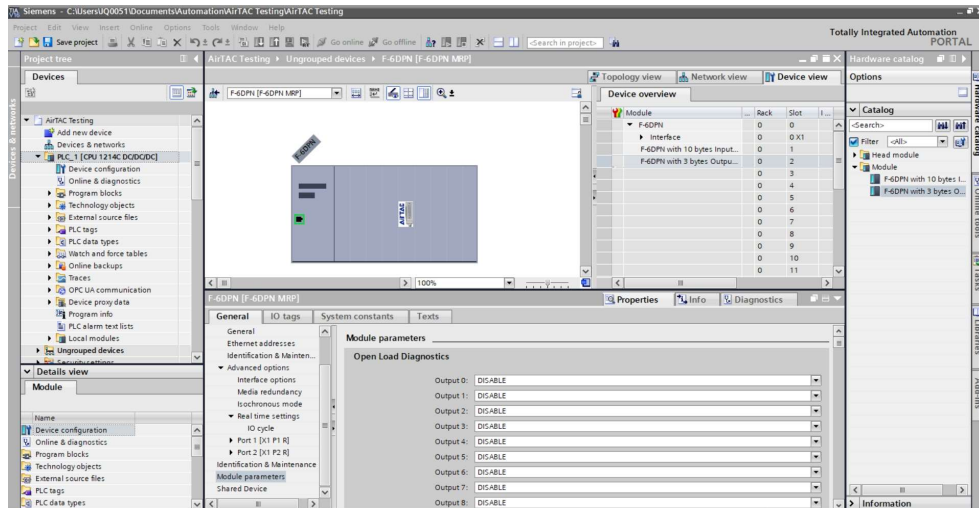 Siemens - C:\Users\JQ0051\Documents\Automation\AirTAC Testing\AirTAC Testing
Project Edit View Insert Online Options Tools Window Help
Totally Integrated Automation
PORTAL
Save project
Go online
Go offline
<Search in project>
Project tree
AirTAC Testing › Ungrouped devices › F-6DPN [F-6DPN MRP]
Hardware catalog
Devices
Topology view
Network view
Device view
Options
Devices & networks
F-6DPN [F-6DPN MRP]
Device overview
Catalog
<Search>
Filter <All>
Head module
Module
F-6DPN with 10 bytes I...
F-6DPN with 3 bytes O...
Module ... Rack Slot I...
F-6DPN 0 0
Interface 0 0 X1
F-6DPN with 10 bytes Input... 0 1
F-6DPN with 3 bytes Outpu... 0 2
0 3
0 4
0 5
0 6
0 7
0 8
0 9
0 10
0 11
AirTAC Testing
Add new device
Devices & networks
PLC_1 [CPU 1214C DC/DC/DC]
Device configuration
Online & diagnostics
Program blocks
Technology objects
External source files
PLC tags
PLC data types
Watch and force tables
Online backups
Traces
OPC UA communication
Device proxy data
Program info
PLC alarm text lists
Local modules
Ungrouped devices
Security settings
F-6DPN
AirTAC
100%
Hardware catalog
Online tools
Tasks
Libraries
Add-ins
F-6DPN [F-6DPN MRP]
Properties
Info
Diagnostics
General
IO tags
System constants
Texts
General
Ethernet addresses
Identification & Mainten...
Advanced options
Interface options
Media redundancy
Isochronous mode
Real time settings
IO cycle
Port 1 [X1 P1 R]
Port 2 [X1 P2 R]
Identification & Maintenance
Module parameters
Shared Device
Module parameters
Open Load Diagnostics
Output 0: DISABLE
Output 1: DISABLE
Output 2: DISABLE
Output 3: DISABLE
Output 4: DISABLE
Output 5: DISABLE
Output 6: DISABLE
Output 7: DISABLE
Output 8: DISABLE
Details view
Module
Name
Device configuration
Online & diagnostics
Program blocks
Technology objects
External source files
PLC tags
PLC data types
Information